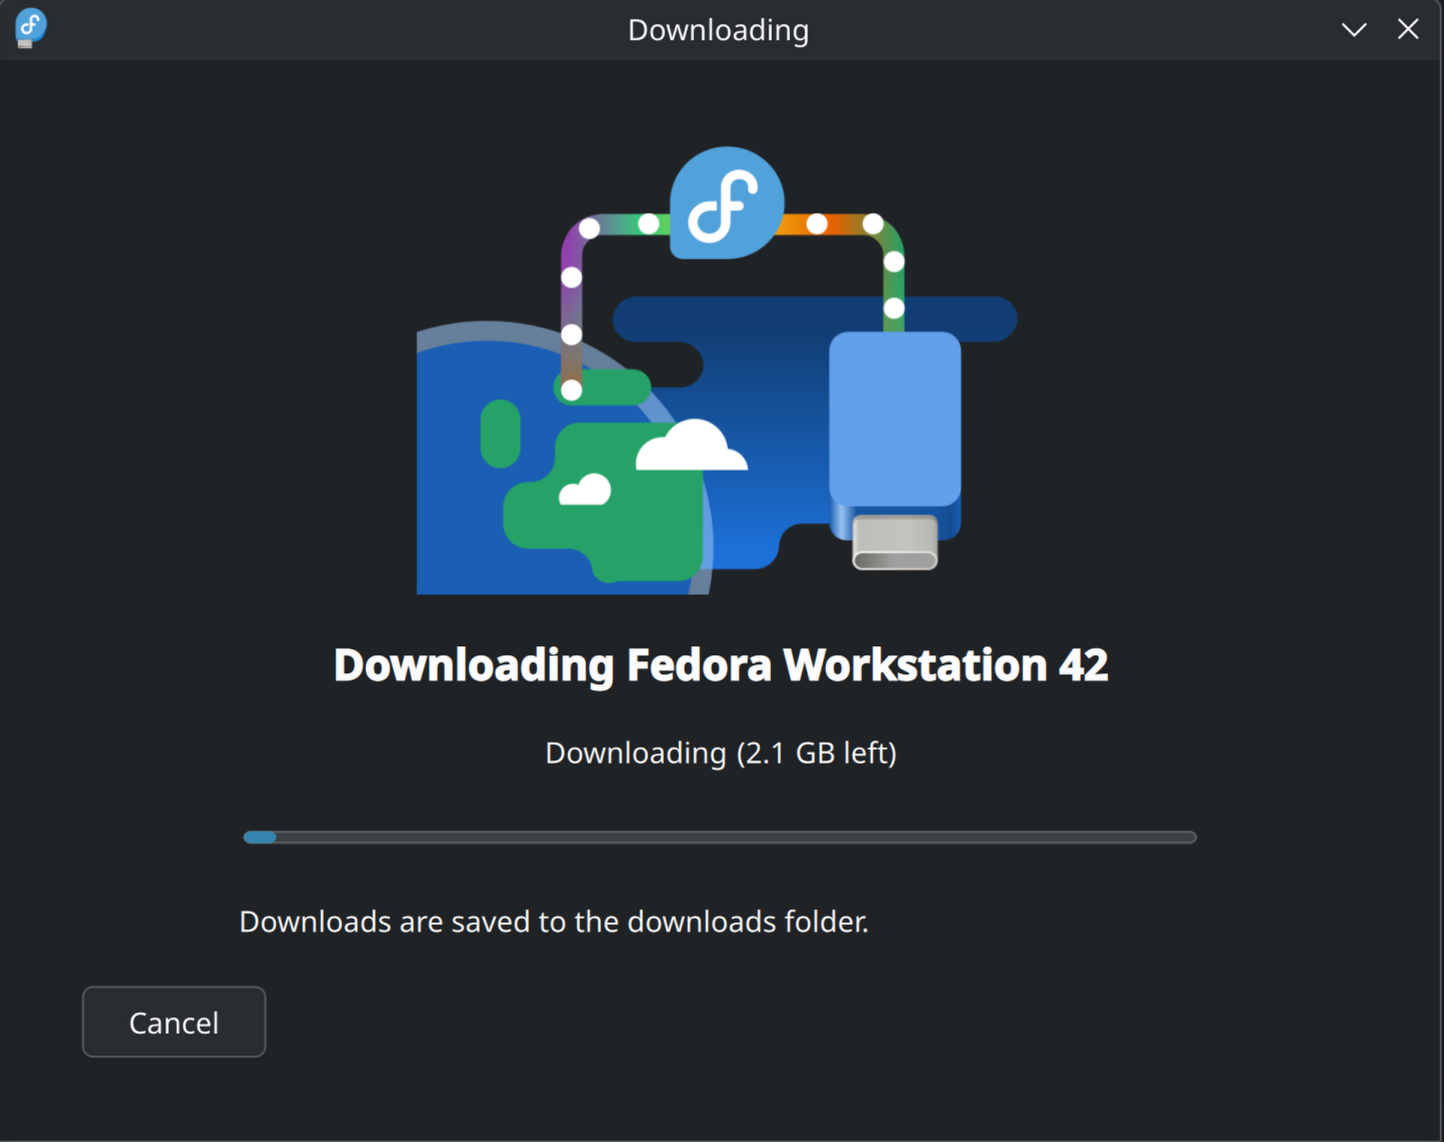 Downloading
Downloading Fedora Workstation 42
Downloading (2.1 GB left)
Downloads are saved to the downloads folder.
Cancel